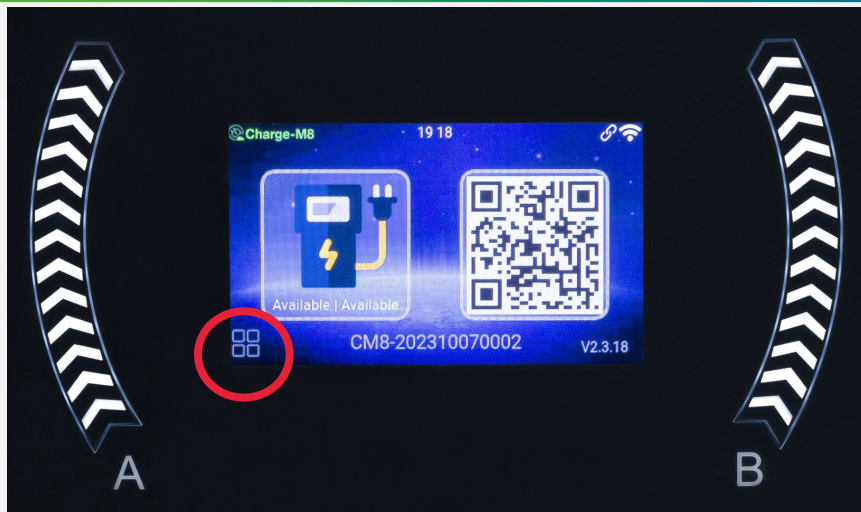 Charge-M8
19 18
Available | Available
CM8-202310070002
V2.3.18
A
B